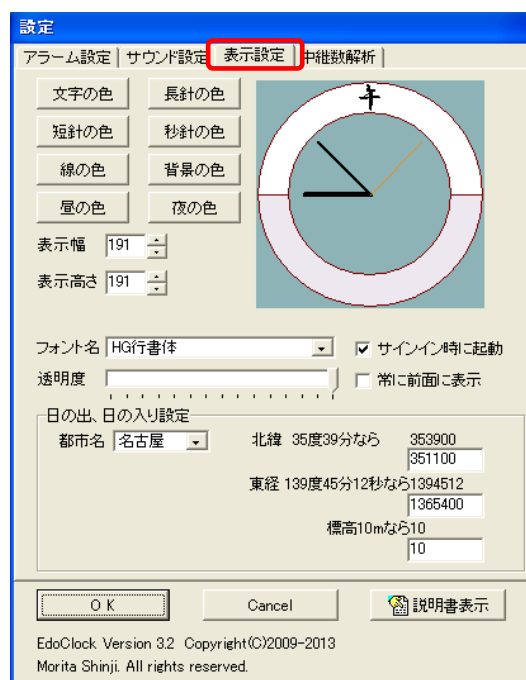 設定
アラーム設定 サウンド設定 表示設定 中継数解析
文字の色 長針の色
短針の色 秒針の色
線の色 背景の色
昼の色 夜の色
午
表示幅 191
表示高さ 191
フォント名 HG行書体 サインイン時に起動
透明度 常に前面に表示
日の出、日の入り設定
都市名 名古屋 北緯 35度39分なら 353900
351100
東経 139度45分12秒なら1394512
1365400
標高10mなら10
10
OK Cancel 説明書表示
EdoClock Version 3.2 Copyright(C)2009-2013
Morita Shinji. All rights reserved.